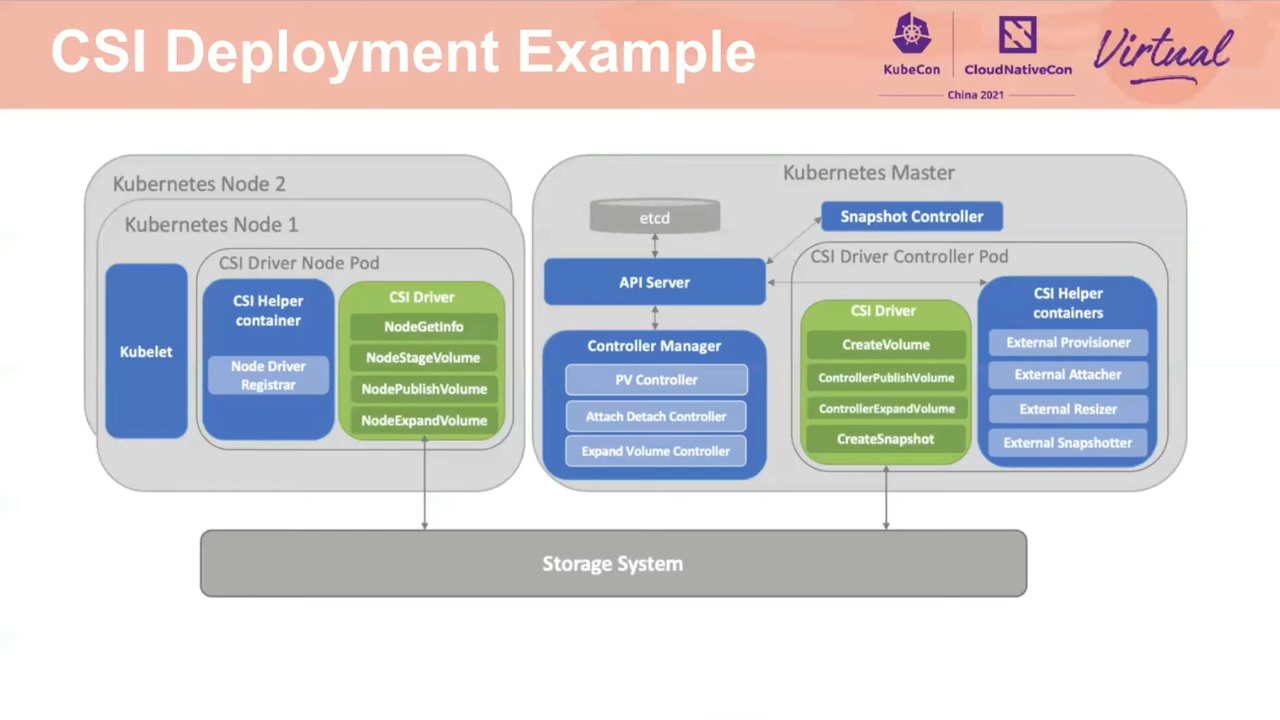 CSI Deployment Example
KubeCon
CloudNativeCon
China 2021
Virtual
Kubernetes Node 2
Kubernetes Node 1
CSI Driver Node Pod
Kubelet
CSI Helper
container
Node Driver
Registrar
CSI Driver
NodeGetInfo
NodeStageVolume
NodePublishVolume
NodeExpandVolume
Kubernetes Master
etcd
Snapshot Controller
API Server
Controller Manager
PV Controller
Attach Detach Controller
Expand Volume Controller
CSI Driver Controller Pod
CSI Driver
CreateVolume
ControllerPublishVolume
ControllerExpandVolume
CreateSnapshot
CSI Helper
containers
External Provisioner
External Attacher
External Resizer
External Snapshotter
Storage System